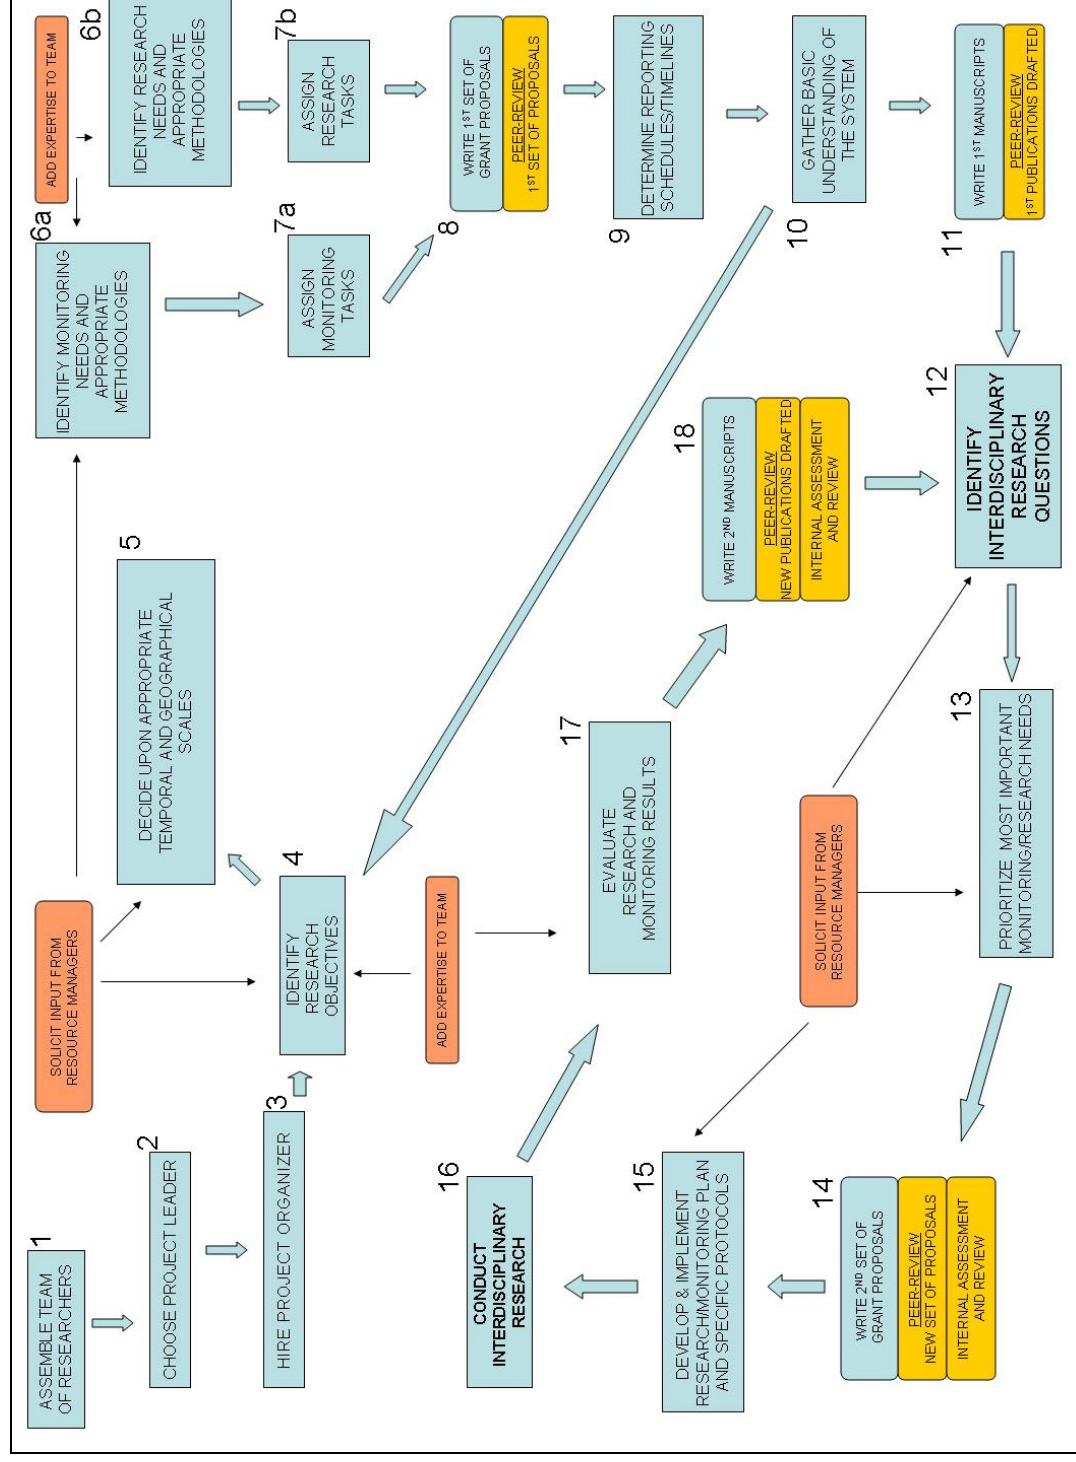 1
ASSEMBLE TEAM
OF RESEARCHERS
2
CHOOSE PROJECT LEADER
3
HIRE PROJECT ORGANIZER
SOLICIT INPUT FROM
RESOURCE MANAGERS
4
IDENTIFY
RESEARCH
OBJECTIVES
ADD EXPERTISE TO TEAM
5
DECIDE UPON APPROPRIATE
TEMPORAL AND GEOGRAPHICAL
SCALES
6a
IDENTIFY MONITORING
NEEDS AND
APPROPRIATE
METHODOLOGIES
ADD EXPERTISE TO TEAM
6b
IDENTIFY RESEARCH
NEEDS AND
APPROPRIATE
METHODOLOGIES
7a
ASSIGN
MONITORING
TASKS
7b
ASSIGN
RESEARCH
TASKS
8
WRITE 1ST SET OF
GRANT PROPOSALS
PEER-REVIEW
1ST SET OF PROPOSALS
9
DETERMINE REPORTING
SCHEDULES/TIMELINES
10
GATHER BASIC
UNDERSTANDING OF
THE SYSTEM
11
WRITE 1ST MANUSCRIPTS
PEER-REVIEW
1ST PUBLICATIONS DRAFTED
12
IDENTIFY
INTERDISCIPLINARY
RESEARCH
QUESTIONS
SOLICIT INPUT FROM
RESOURCE MANAGERS
13
PRIORITIZE MOST IMPORTANT
MONITORING/RESEARCH NEEDS
14
WRITE 2ND SET OF
GRANT PROPOSALS
PEER-REVIEW
NEW SET OF PROPOSALS
INTERNAL ASSESSMENT
AND REVIEW
15
DEVELOP & IMPLEMENT
RESEARCH/MONITORING PLAN
AND SPECIFIC PROTOCOLS
16
CONDUCT
INTERDISCIPLINARY
RESEARCH
17
EVALUATE
RESEARCH AND
MONITORING RESULTS
18
WRITE 2ND MANUSCRIPTS
PEER-REVIEW
NEW PUBLICATIONS DRAFTED
INTERNAL ASSESSMENT
AND REVIEW